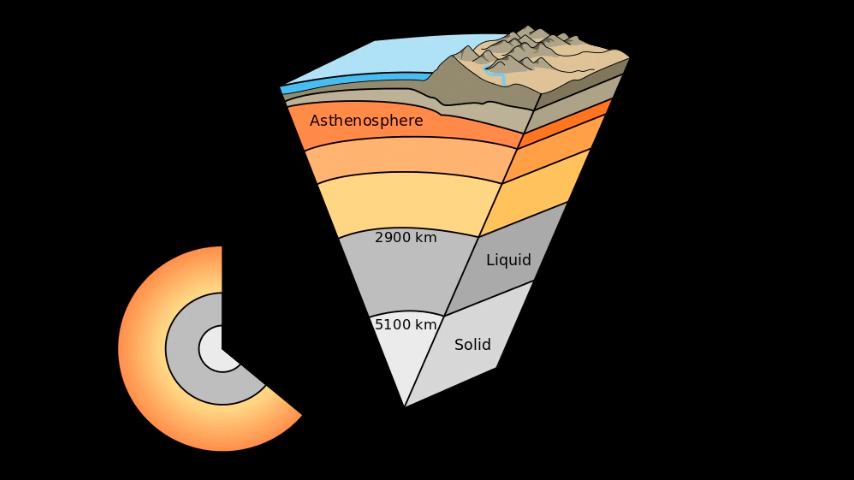 Asthenosphere
2900 km
Liquid
5100 km
Solid